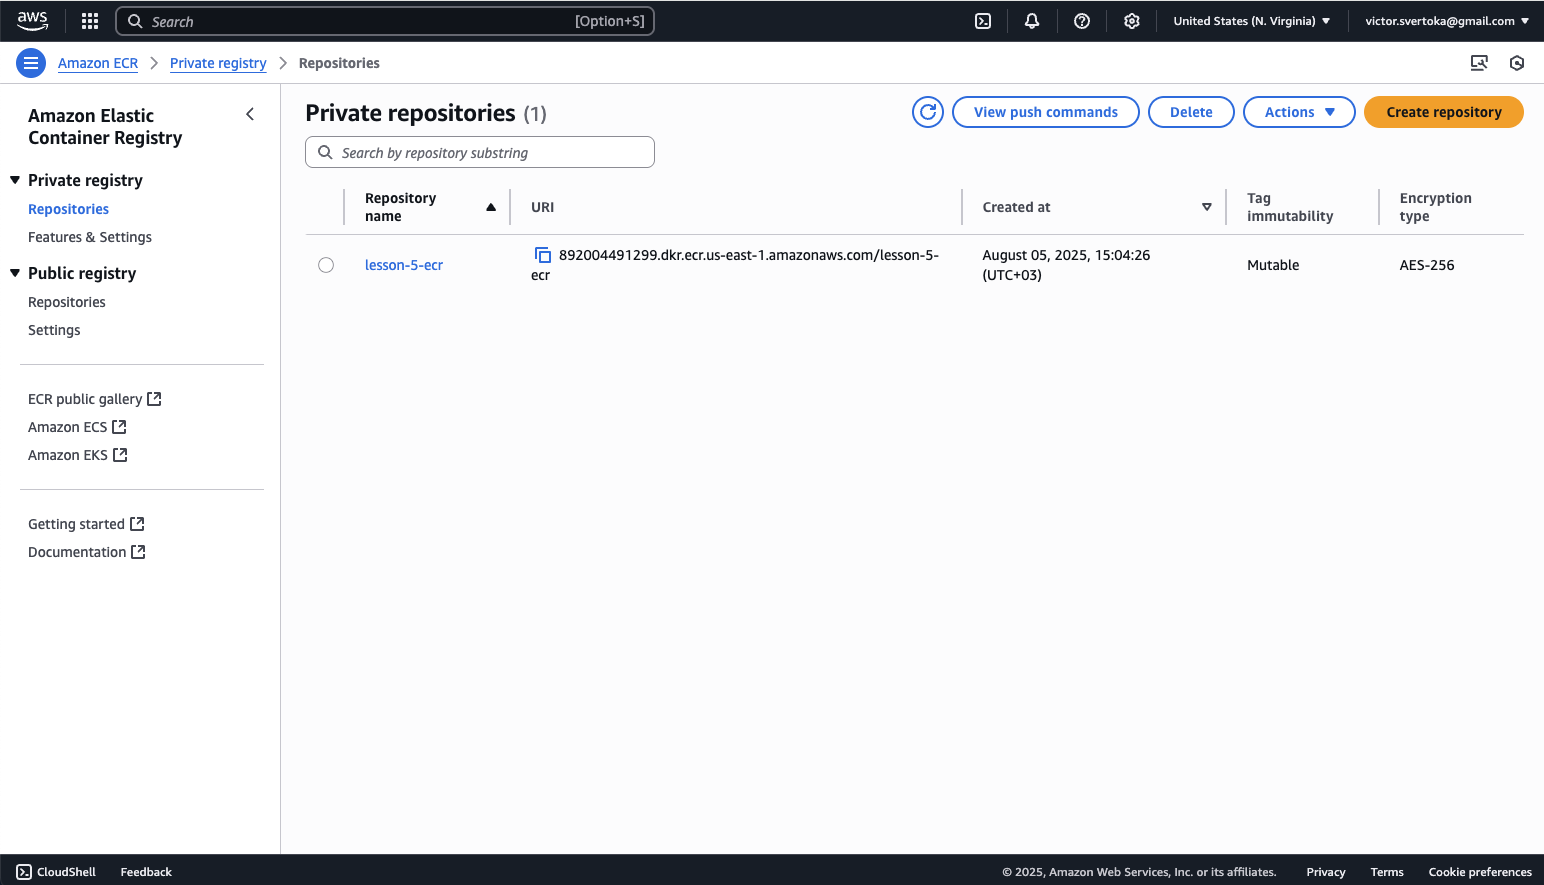 aws
Search
[Option+S]
United States (N. Virginia)
victor.svertoka@gmail.com
Amazon ECR
Private registry
Repositories
Amazon Elastic
Container Registry
Private registry
Repositories
Features & Settings
Public registry
Repositories
Settings
ECR public gallery
Amazon ECS
Amazon EKS
Getting started
Documentation
Private repositories (1)
View push commands
Delete
Actions
Create repository
Search by repository substring
Repository
name
URI
Created at
Tag
immutability
Encryption
type
lesson-5-ecr
892004491299.dkr.ecr.us-east-1.amazonaws.com/lesson-5-
ecr
August 05, 2025, 15:04:26
(UTC+03)
Mutable
AES-256
CloudShell
Feedback
© 2025, Amazon Web Services, Inc. or its affiliates.
Privacy
Terms
Cookie preferences